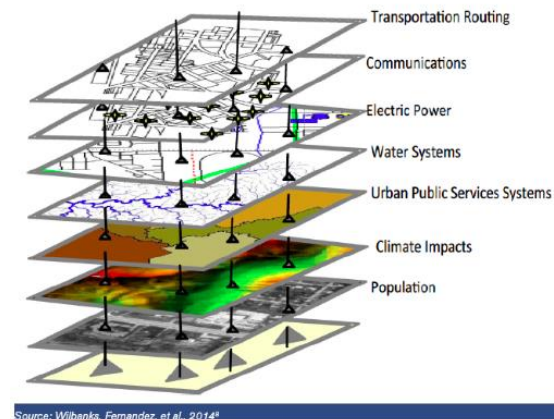 Transportation Routing
Communications
Electric Power
Water Systems
Urban Public Services Systems
Climate Impacts
Population
Source: Wilbanks, Fernandez, et al., 2014⁸